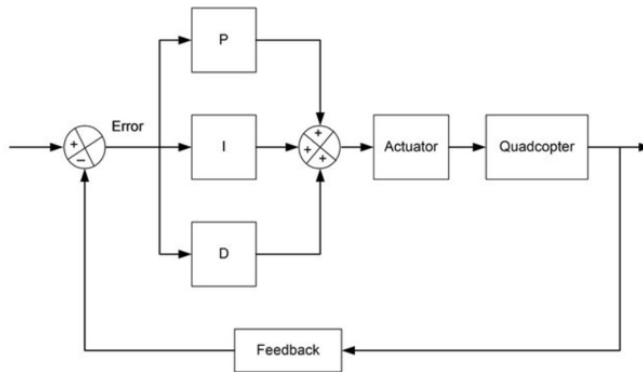 P
Error
+
−
I
+
+
+
Actuator
Quadcopter
D
Feedback